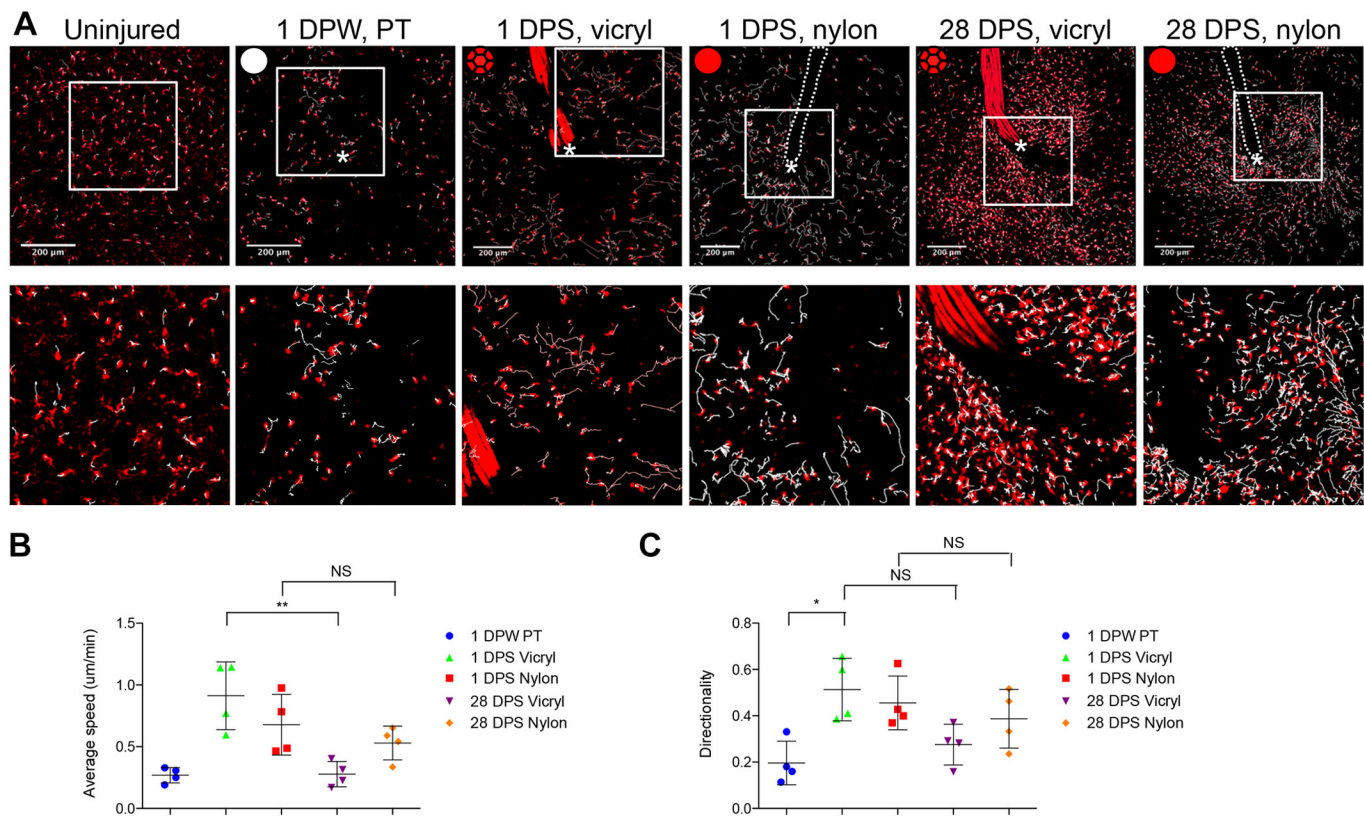 A
Uninjured
1 DPW, PT
1 DPS, vicryl
1 DPS, nylon
28 DPS, vicryl
28 DPS, nylon
*
*
*
*
*
200 µm
200 µm
200 µm
200 µm
200 µm
200 µm
B
NS
**
Average speed (um/min)
1.5
1.0
0.5
0.0
1 DPW PT
1 DPS Vicryl
1 DPS Nylon
28 DPS Vicryl
28 DPS Nylon
C
NS
NS
*
Directionality
0.8
0.6
0.4
0.2
0.0
1 DPW PT
1 DPS Vicryl
1 DPS Nylon
28 DPS Vicryl
28 DPS Nylon